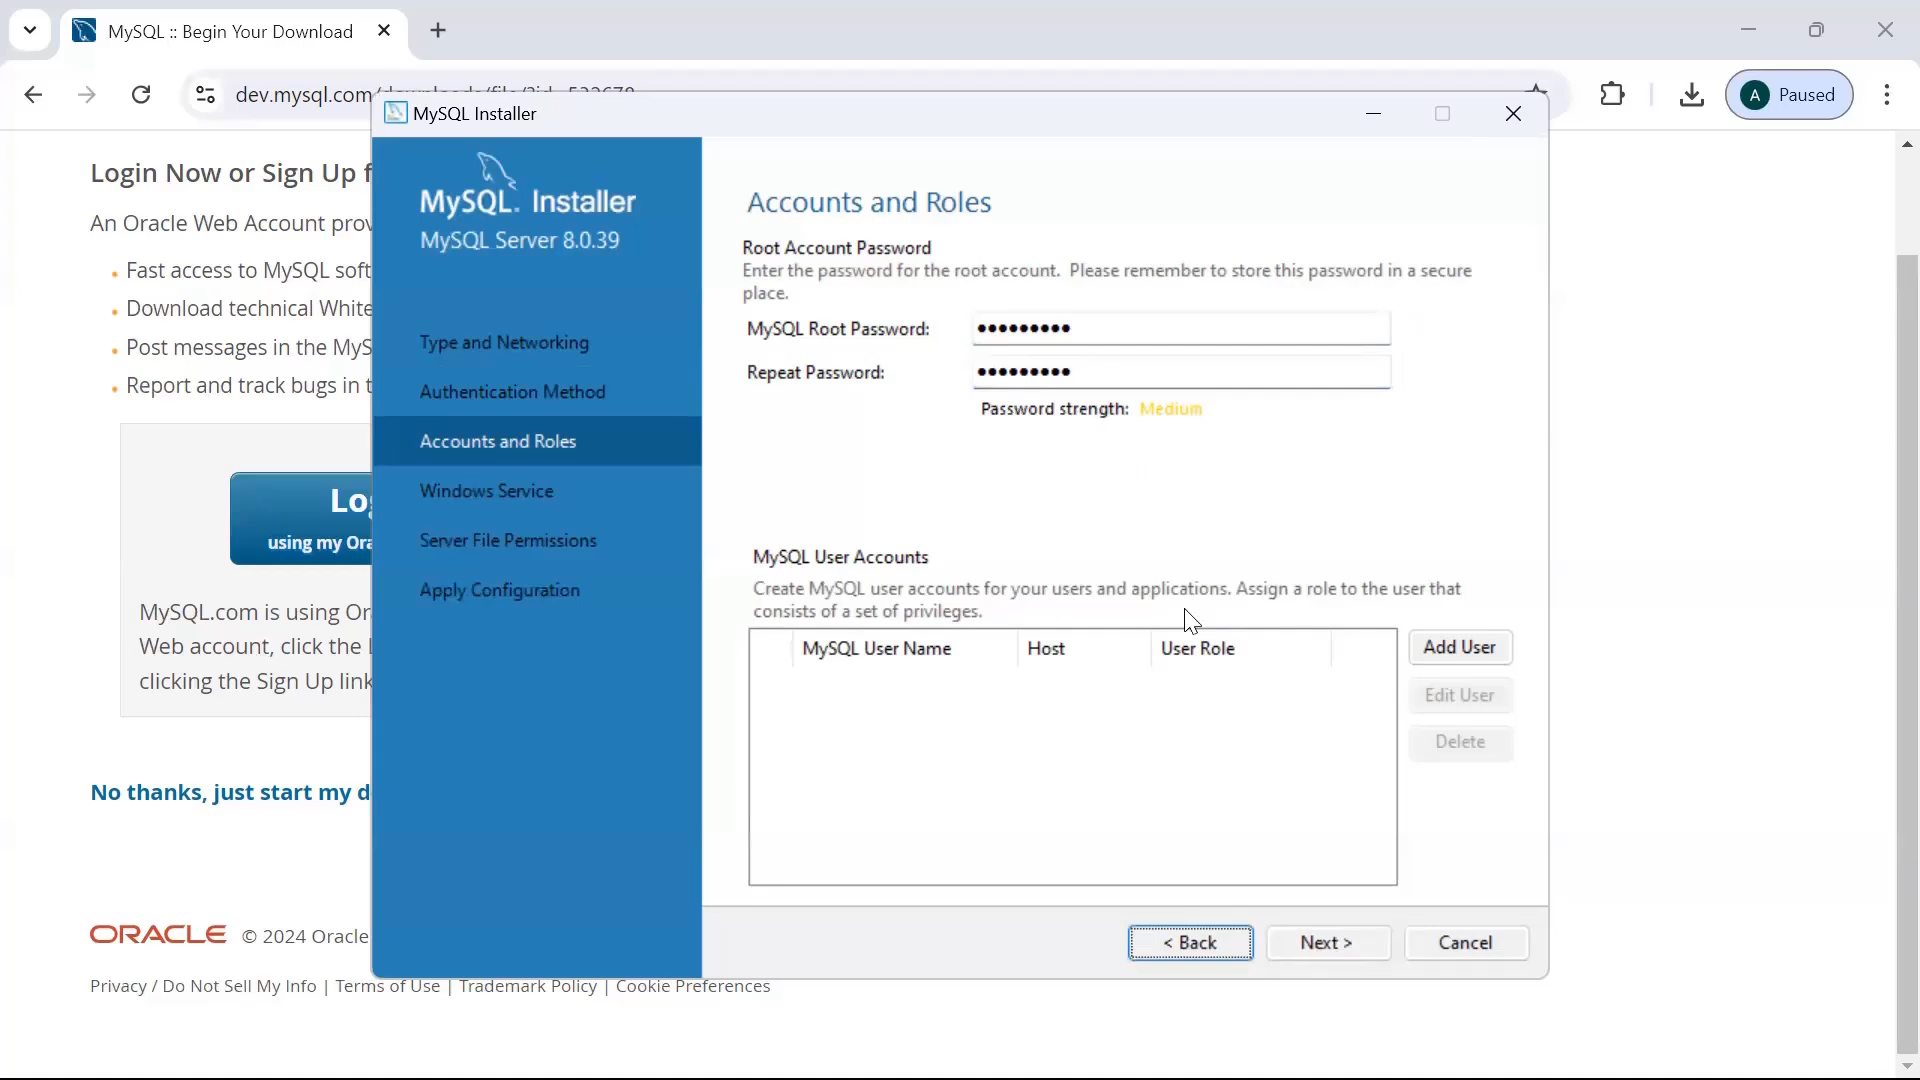 MySQL :: Begin Your Download
dev.mysql.com
A Paused
MySQL Installer
Login Now or Sign Up f
An Oracle Web Account prov
Fast access to MySQL soft
Download technical White
Post messages in the MyS
Report and track bugs in t
Log
using my Ora
MySQL.com is using Or
Web account, click the
clicking the Sign Up link
No thanks, just start my d
ORACLE © 2024 Oracle
Privacy / Do Not Sell My Info | Terms of Use | Trademark Policy | Cookie Preferences
MySQL. Installer
MySQL Server 8.0.39
Type and Networking
Authentication Method
Accounts and Roles
Windows Service
Server File Permissions
Apply Configuration
Accounts and Roles
Root Account Password
Enter the password for the root account. Please remember to store this password in a secure
place.
MySQL Root Password: •••••••••
Repeat Password: •••••••••
Password strength: Medium
MySQL User Accounts
Create MySQL user accounts for your users and applications. Assign a role to the user that
consists of a set of privileges.
MySQL User Name Host User Role
Add User
Edit User
Delete
< Back Next > Cancel